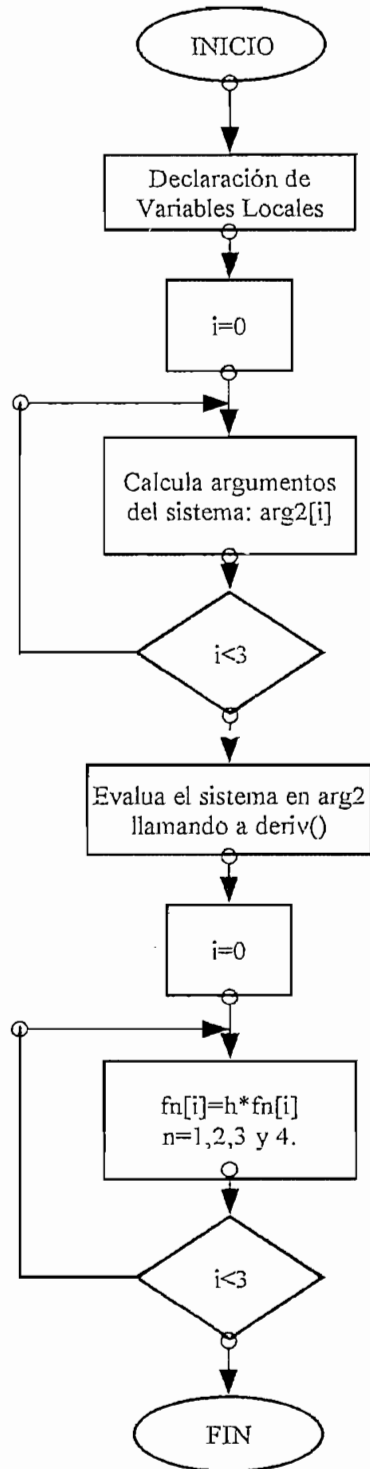 INICIO
Declaración de
Variables Locales
i=0
Calcula argumentos
del sistema: arg2[i]
i<3
Evalua el sistema en arg2
llamando a deriv()
i=0
fn[i]=h*fn[i]
n=1,2,3 y 4.
i<3
FIN